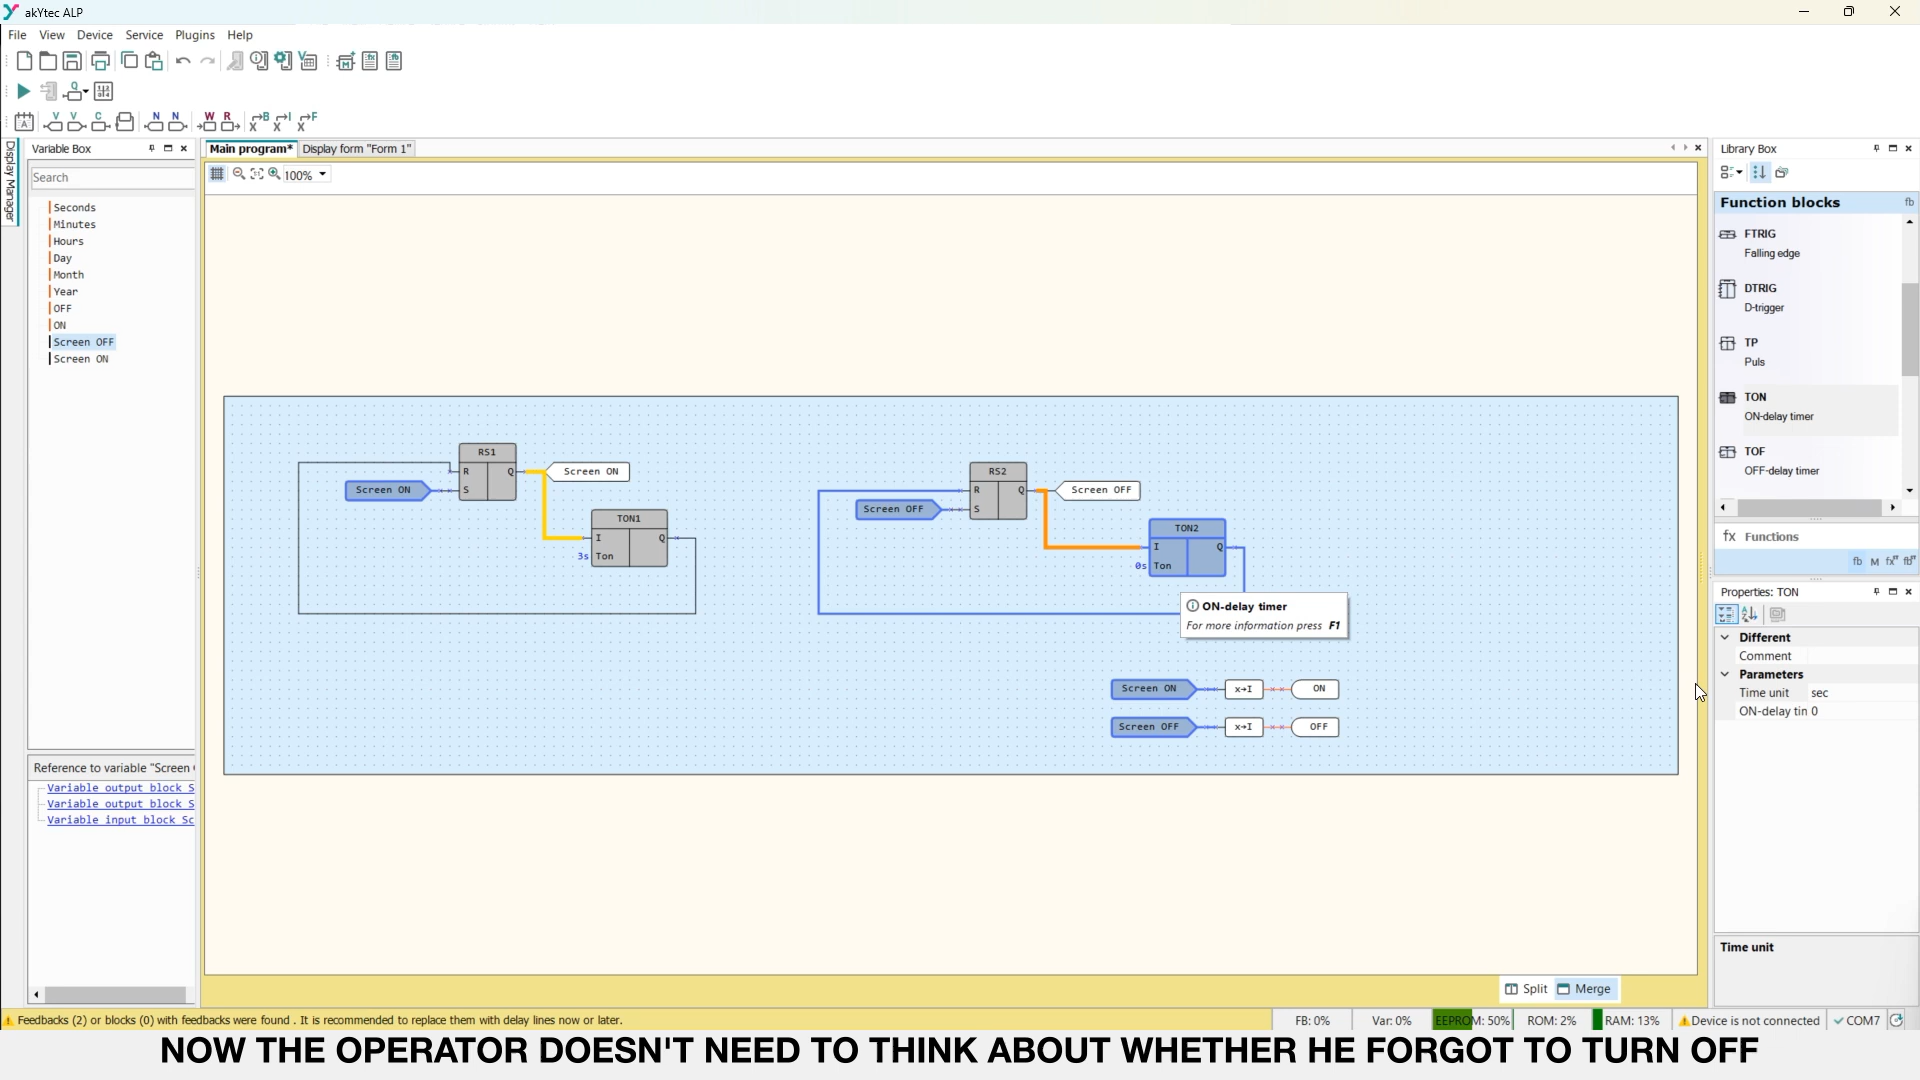 akYtec ALP
File View Device Service Plugins Help
Display Manager
Variable Box
Search
Seconds
Minutes
Hours
Day
Month
Year
OFF
ON
Screen OFF
Screen ON
Reference to variable "Screen
Variable output block S
Variable output block S
Variable input block Sc
Main program* Display form "Form 1"
100%
RS1
R Q
S
Screen ON
Screen ON
TON1
I Q
3s Ton
RS2
R Q
S
Screen OFF
Screen OFF
TON2
I Q
0s Ton
ON-delay timer
For more information press F1
Screen ON x→I ON
Screen OFF x→I OFF
Split Merge
Library Box
Function blocks fb
FTRIG
Falling edge
DTRIG
D-trigger
TP
Puls
TON
ON-delay timer
TOF
OFF-delay timer
fx Functions
fb M
Properties: TON
Different
Comment
Parameters
Time unit sec
ON-delay tin 0
Time unit
Feedbacks (2) or blocks (0) with feedbacks were found . It is recommended to replace them with delay lines now or later.
FB: 0% Var: 0% EEPROM: 50% ROM: 2% RAM: 13% Device is not connected COM7
NOW THE OPERATOR DOESN'T NEED TO THINK ABOUT WHETHER HE FORGOT TO TURN OFF